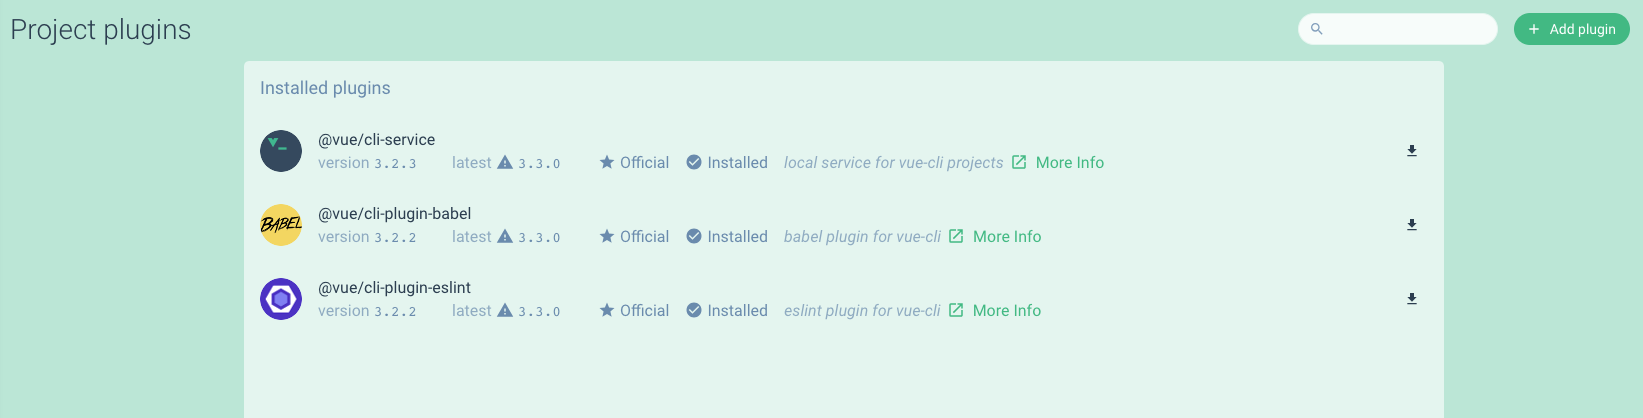 Project plugins
Add plugin
Installed plugins
@vue/cli-service
version 3.2.3 latest 3.3.0 Official Installed local service for vue-cli projects More Info
BABEL
@vue/cli-plugin-babel
version 3.2.2 latest 3.3.0 Official Installed babel plugin for vue-cli More Info
@vue/cli-plugin-eslint
version 3.2.2 latest 3.3.0 Official Installed eslint plugin for vue-cli More Info